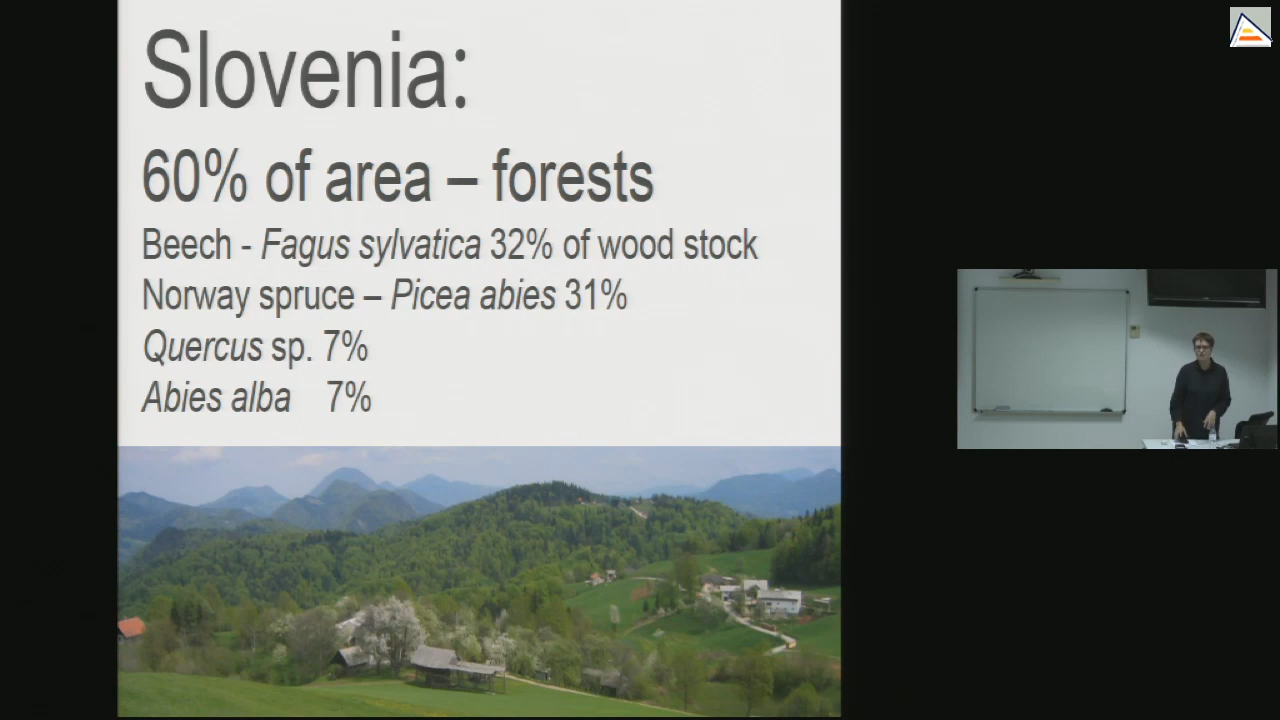 Slovenia:
60% of area – forests
Beech - Fagus sylvatica 32% of wood stock
Norway spruce – Picea abies 31%
Quercus sp. 7%
Abies alba 7%